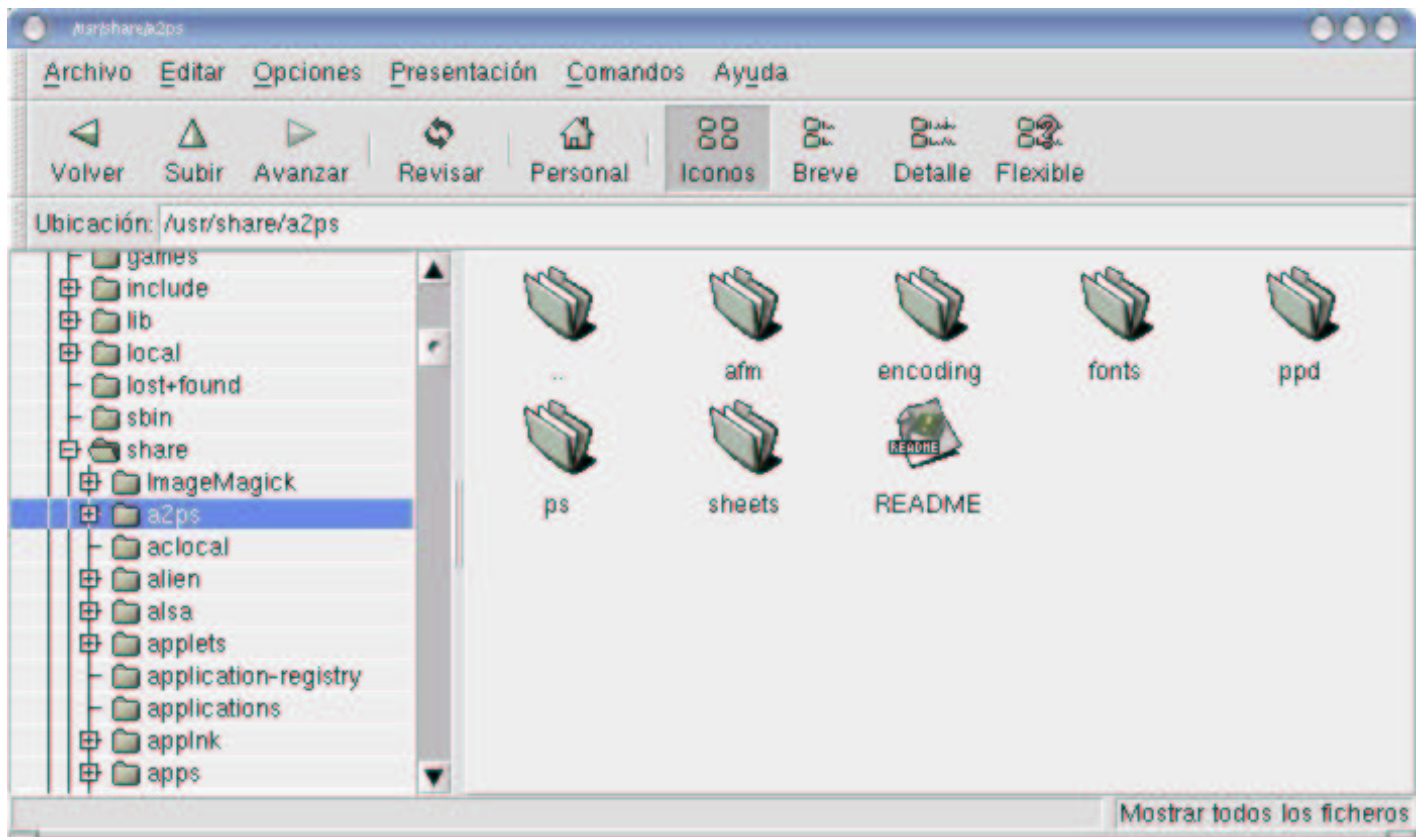 /usr/share/a2ps
Archivo Editar Opciones Presentación Comandos Ayuda
Volver Subir Avanzar Revisar Personal Iconos Breve Detalle Flexible
Ubicación: /usr/share/a2ps
games
include
lib
local
lost+found
sbin
share
ImageMagick
a2ps
aclocal
alien
alsa
applets
application-registry
applications
applnk
apps
.. afm encoding fonts ppd
README
ps sheets README
Mostrar todos los ficheros